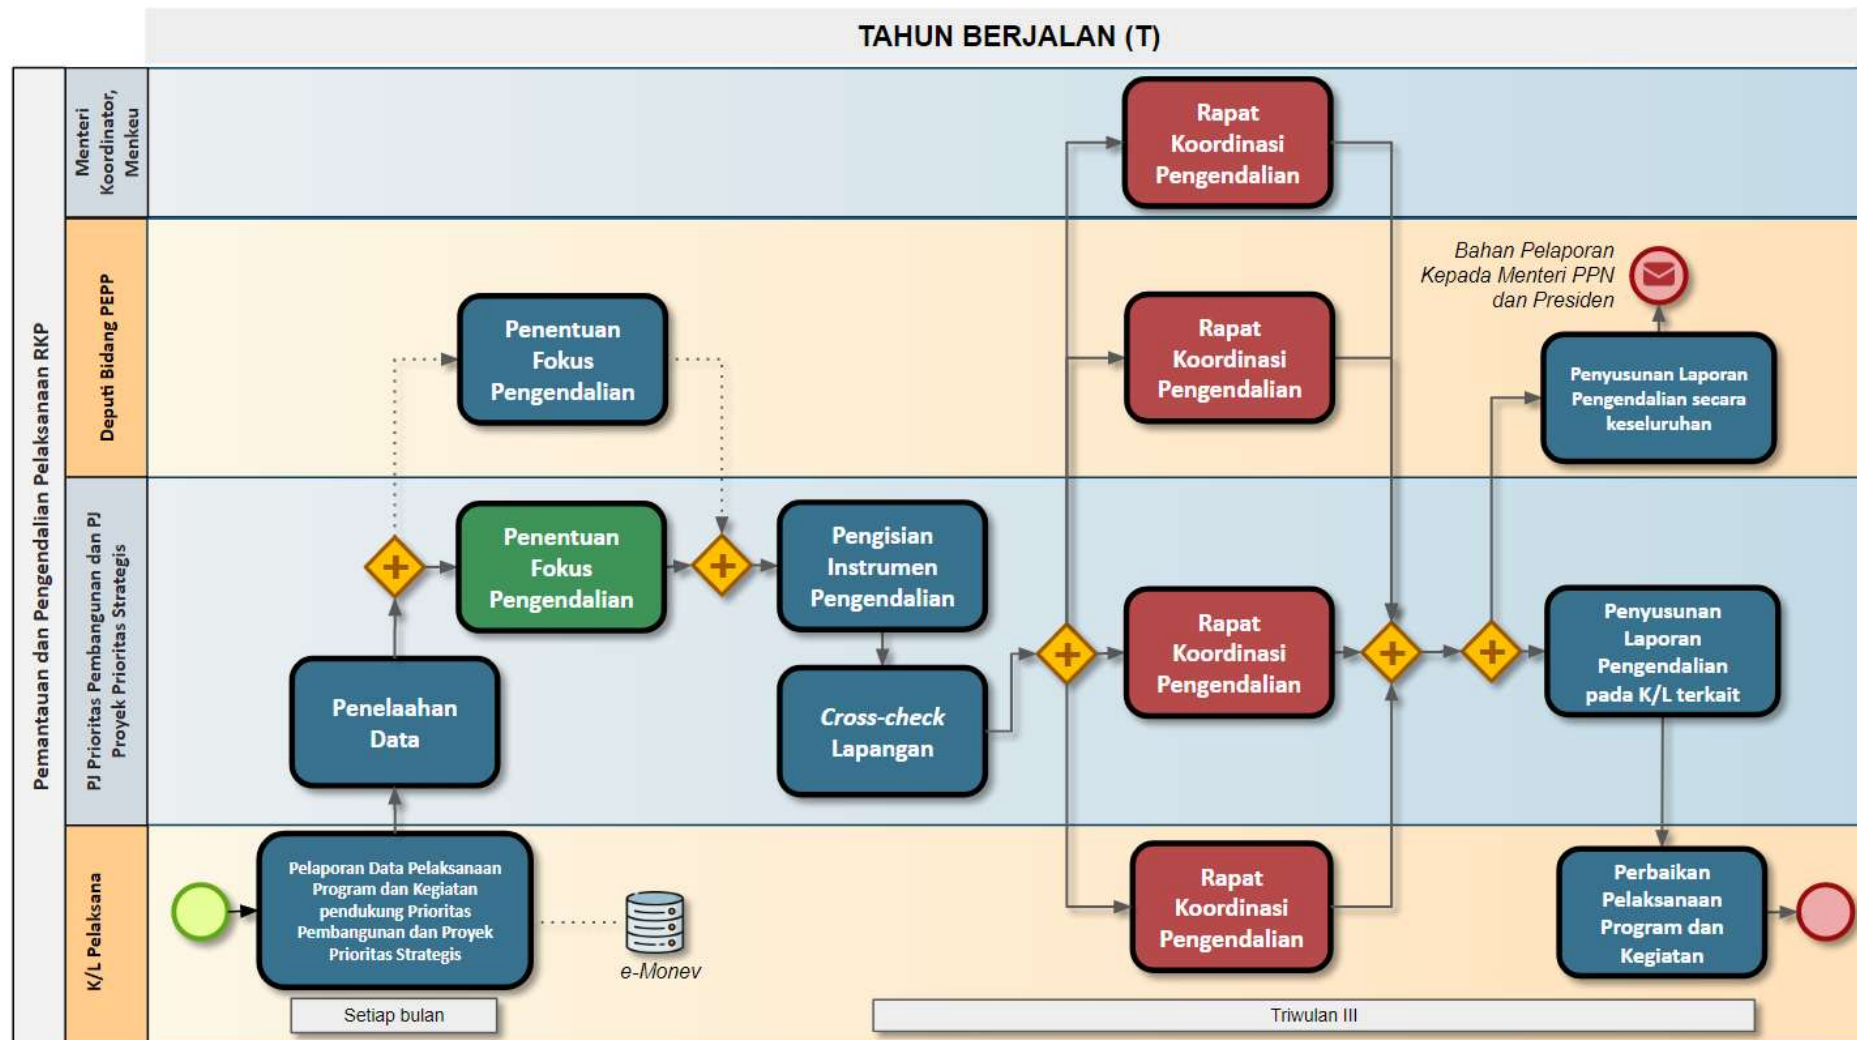 TAHUN BERJALAN (T)
Pemantauan dan Pengendalian Pelaksanaan RKP
Menteri
Koordinator,
Menkeu
Rapat
Koordinasi
Pengendalian
Deputi Bidang PEPP
Penentuan
Fokus
Pengendalian
Rapat
Koordinasi
Pengendalian
Bahan Pelaporan
Kepada Menteri PPN
dan Presiden
Penyusunan Laporan
Pengendalian secara
keseluruhan
PJ Prioritas Pembangunan dan PJ
Proyek Prioritas Strategis
Penelaahan
Data
Penentuan
Fokus
Pengendalian
Pengisian
Instrumen
Pengendalian
Cross-check
Lapangan
Rapat
Koordinasi
Pengendalian
Penyusunan
Laporan
Pengendalian
pada K/L terkait
K/L Pelaksana
Pelaporan Data Pelaksanaan
Program dan Kegiatan
pendukung Prioritas
Pembangunan dan Proyek
Prioritas Strategis
e-Monev
Rapat
Koordinasi
Pengendalian
Perbaikan
Pelaksanaan
Program dan
Kegiatan
Setiap bulan
Triwulan III